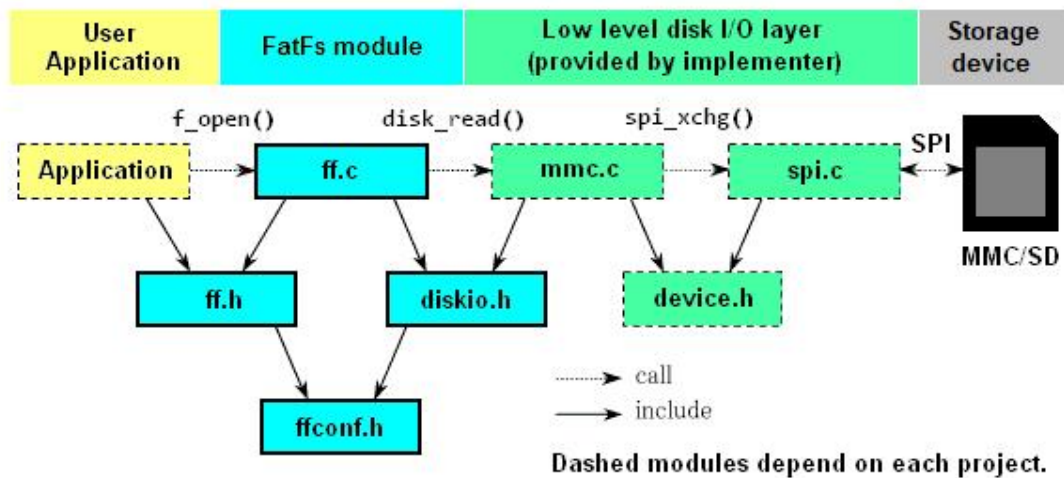 User
Application
FatFs module
Low level disk I/O layer
(provided by implementer)
Storage
device
f_open()
disk_read()
spi_xchg()
SPI
Application
ff.c
mmc.c
spi.c
MMC/SD
ff.h
diskio.h
device.h
call
include
ffconf.h
Dashed modules depend on each project.